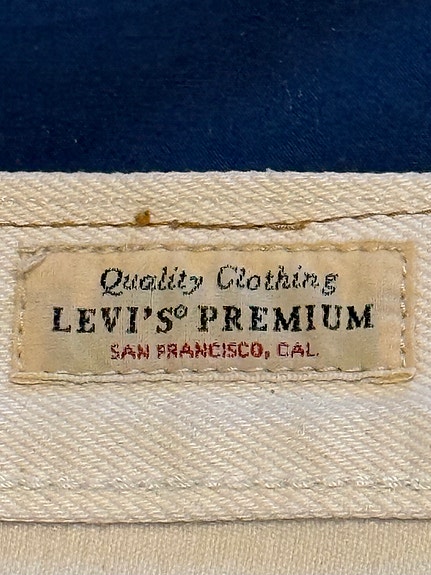 Quality Clothing
LEVI'S® PREMIUM
SAN FRANCISCO, CAL.